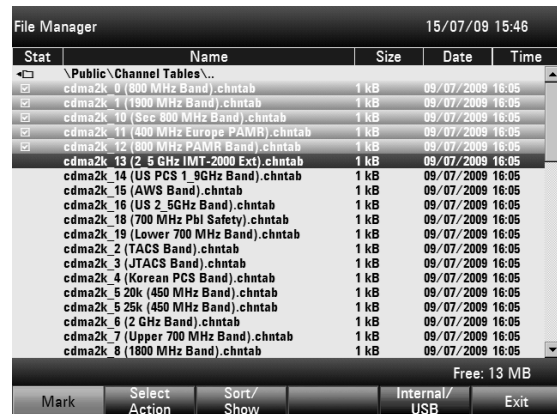 File Manager 15/07/09 15:46
Stat Name Size Date Time
\Public\Channel Tables\..
cdma2k_0 (800 MHz Band).chntab 1 kB 09/07/2009 16:05
cdma2k_1 (1900 MHz Band).chntab 1 kB 09/07/2009 16:05
cdma2k_10 (Sec 800 MHz Band).chntab 1 kB 09/07/2009 16:05
cdma2k_11 (400 MHz Europe PAMR).chntab 1 kB 09/07/2009 16:05
cdma2k_12 (800 MHz PAMR Band).chntab 1 kB 09/07/2009 16:05
cdma2k_13 (2_5 GHz IMT-2000 Ext).chntab 1 kB 09/07/2009 16:05
cdma2k_14 (US PCS 1_9GHz Band).chntab 1 kB 09/07/2009 16:05
cdma2k_15 (AWS Band).chntab 1 kB 09/07/2009 16:05
cdma2k_16 (US 2_5GHz Band).chntab 1 kB 09/07/2009 16:05
cdma2k_18 (700 MHz Pbl Safety).chntab 1 kB 09/07/2009 16:05
cdma2k_19 (Lower 700 MHz Band).chntab 1 kB 09/07/2009 16:05
cdma2k_2 (TACS Band).chntab 1 kB 09/07/2009 16:05
cdma2k_3 (JTACS Band).chntab 1 kB 09/07/2009 16:05
cdma2k_4 (Korean PCS Band).chntab 1 kB 09/07/2009 16:05
cdma2k_5 20k (450 MHz Band).chntab 1 kB 09/07/2009 16:05
cdma2k_5 25k (450 MHz Band).chntab 1 kB 09/07/2009 16:05
cdma2k_6 (2 GHz Band).chntab 1 kB 09/07/2009 16:05
cdma2k_7 (Upper 700 MHz Band).chntab 1 kB 09/07/2009 16:05
cdma2k_8 (1800 MHz Band).chntab 1 kB 09/07/2009 16:05
Free: 13 MB
Mark Select Action Sort/ Show Internal/ USB Exit